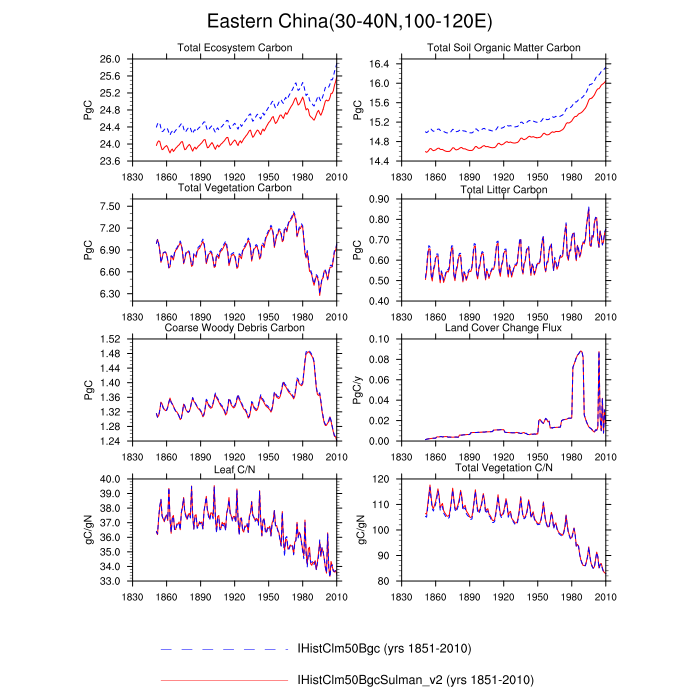 Eastern China(30-40N,100-120E)
Total Ecosystem Carbon
PgC
26.0
25.6
25.2
24.8
24.4
24.0
23.6
1830 1860 1890 1920 1950 1980 2010
Total Soil Organic Matter Carbon
PgC
16.4
16.0
15.6
15.2
14.8
14.4
1830 1860 1890 1920 1950 1980 2010
Total Vegetation Carbon
PgC
7.50
7.20
6.90
6.60
6.30
1830 1860 1890 1920 1950 1980 2010
Total Litter Carbon
PgC
0.90
0.80
0.70
0.60
0.50
0.40
1830 1860 1890 1920 1950 1980 2010
Coarse Woody Debris Carbon
PgC
1.52
1.48
1.44
1.40
1.36
1.32
1.28
1.24
1830 1860 1890 1920 1950 1980 2010
Land Cover Change Flux
PgC/y
0.10
0.08
0.06
0.04
0.02
0.00
1830 1860 1890 1920 1950 1980 2010
Leaf C/N
gC/gN
40.0
39.0
38.0
37.0
36.0
35.0
34.0
33.0
1830 1860 1890 1920 1950 1980 2010
Total Vegetation C/N
gC/gN
120
110
100
90
80
1830 1860 1890 1920 1950 1980 2010
IHistClm50Bgc (yrs 1851-2010)
IHistClm50BgcSulman_v2 (yrs 1851-2010)